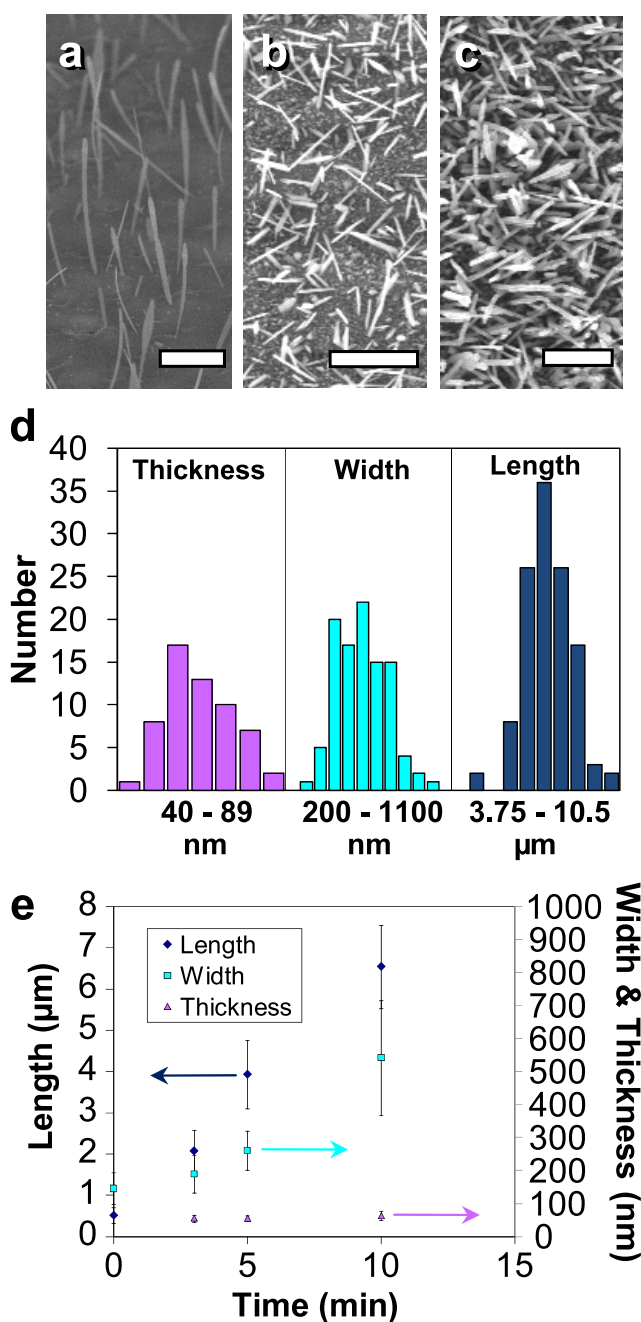 a
b
c
d
40
35
30
25
20
15
10
5
0
Number
Thickness
Width
Length
40 - 89
nm
200 - 1100
nm
3.75 - 10.5
µm
e
8
7
6
5
4
3
2
1
0
Length (µm)
Length
Width
Thickness
1000
900
800
700
600
500
400
300
200
100
0
Width & Thickness (nm)
0
5
10
15
Time (min)